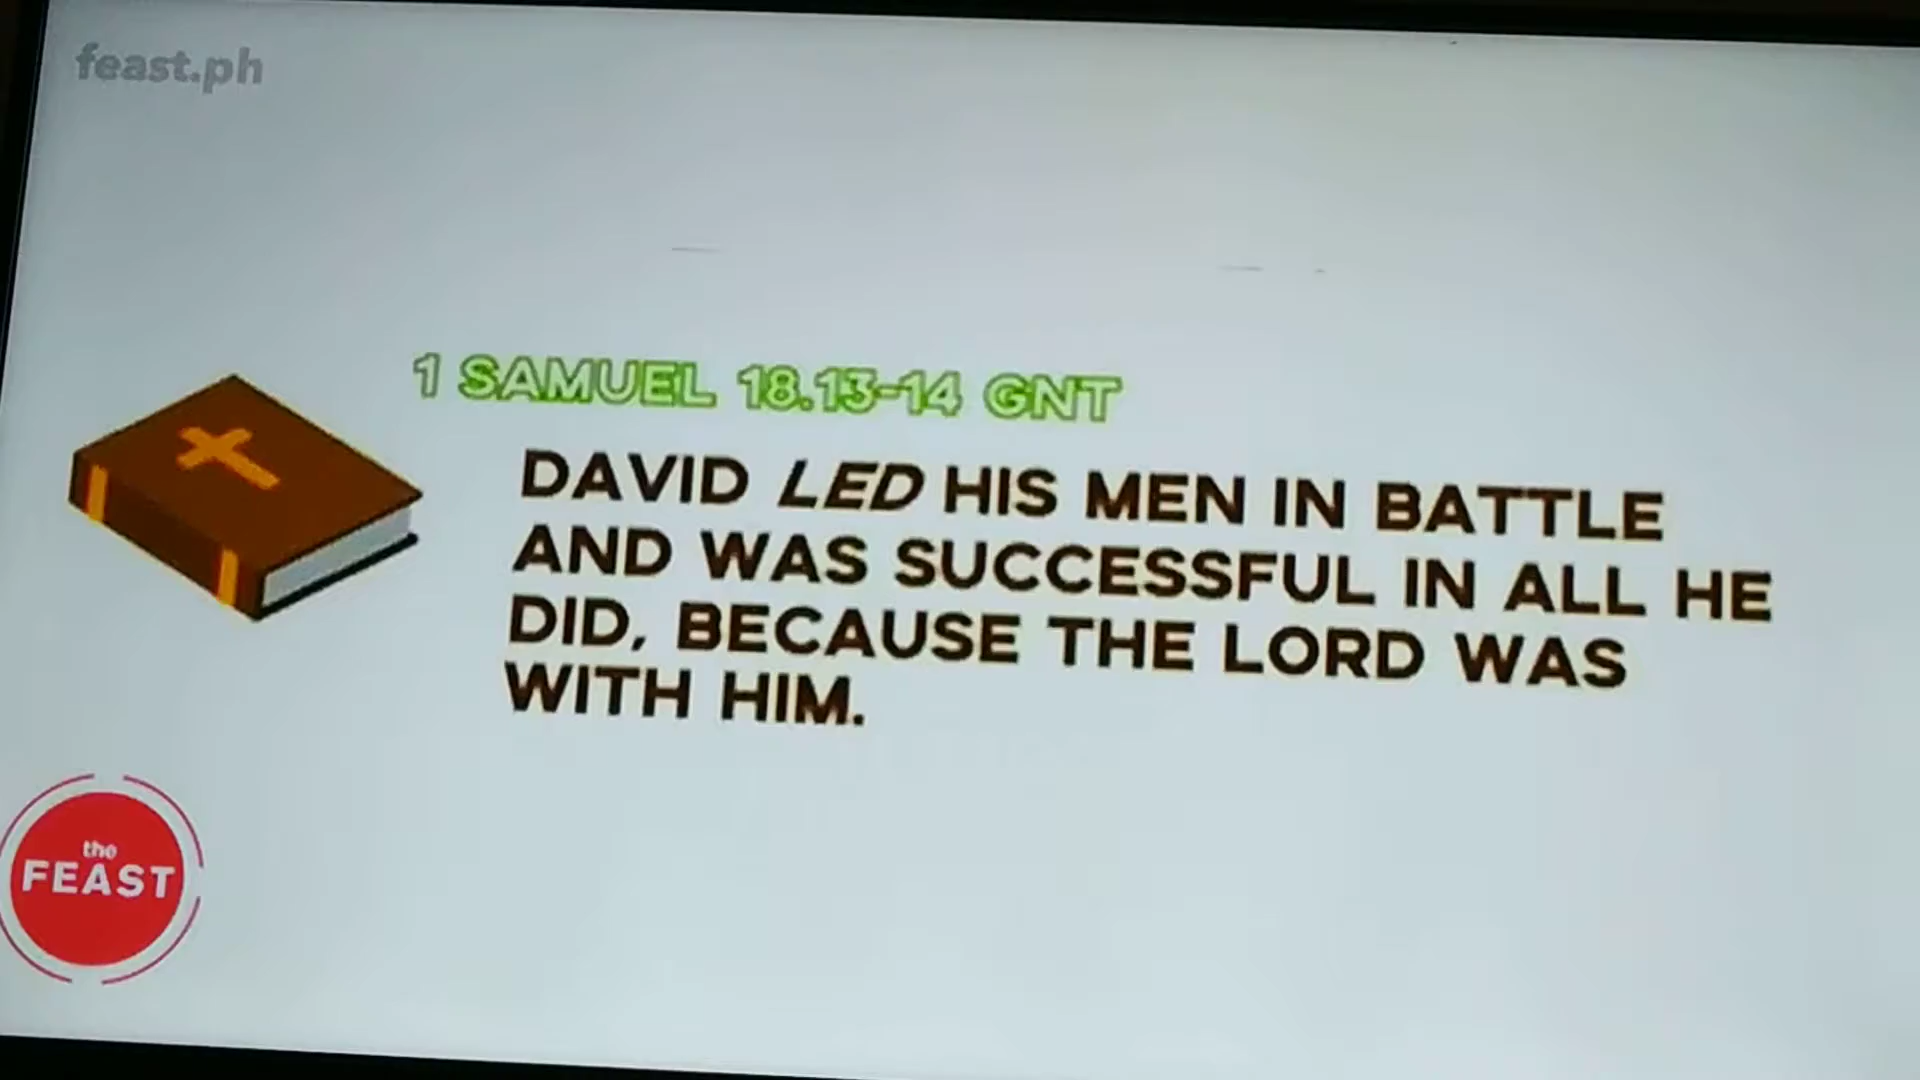 feast.ph
1 SAMUEL 18.13-14 GNT
DAVID LED HIS MEN IN BATTLE
AND WAS SUCCESSFUL IN ALL HE
DID, BECAUSE THE LORD WAS
WITH HIM.
the
FEAST